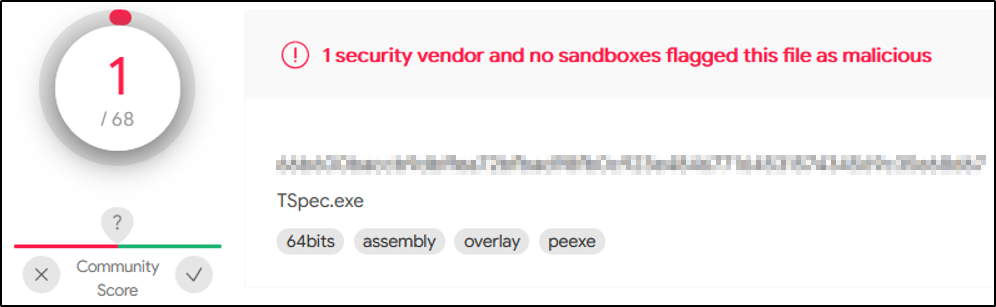 1
/ 68
?
Community
Score
1 security vendor and no sandboxes flagged this file as malicious
TSpec.exe
64bits
assembly
overlay
peexe